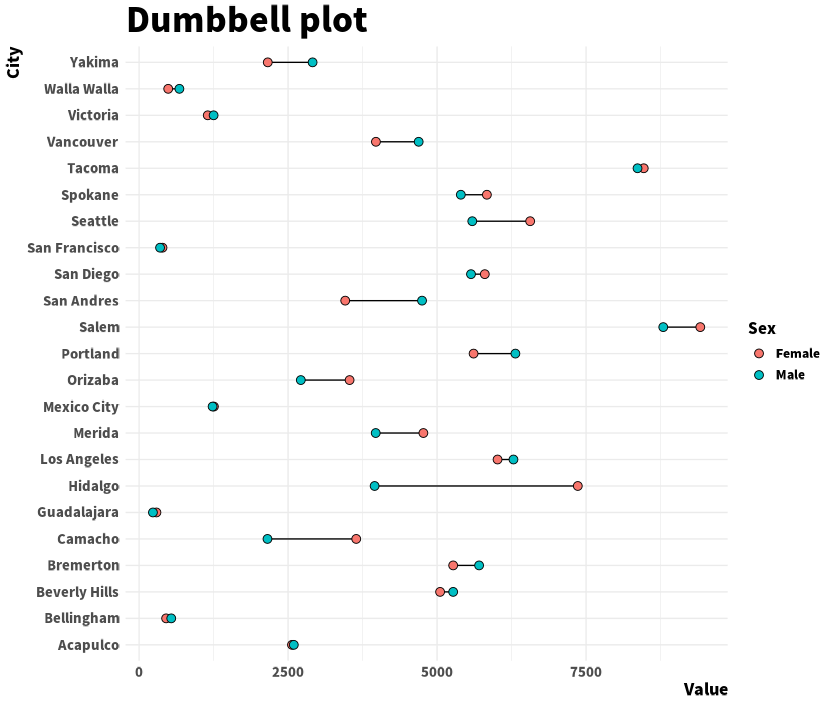 Dumbbell plot
City
Yakima
Walla Walla
Victoria
Vancouver
Tacoma
Spokane
Seattle
San Francisco
San Diego
San Andres
Salem
Portland
Orizaba
Mexico City
Merida
Los Angeles
Hidalgo
Guadalajara
Camacho
Bremerton
Beverly Hills
Bellingham
Acapulco
0 2500 5000 7500
Value
Sex
Female
Male